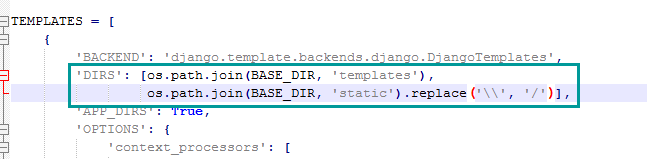 TEMPLATES = [
{
'BACKEND': 'django.template.backends.django.DjangoTemplates',
'DIRS': [os.path.join(BASE_DIR, 'templates'),
os.path.join(BASE_DIR, 'static').replace('\\', '/')],
'APP_DIRS': True,
'OPTIONS': {
'context_processors': [